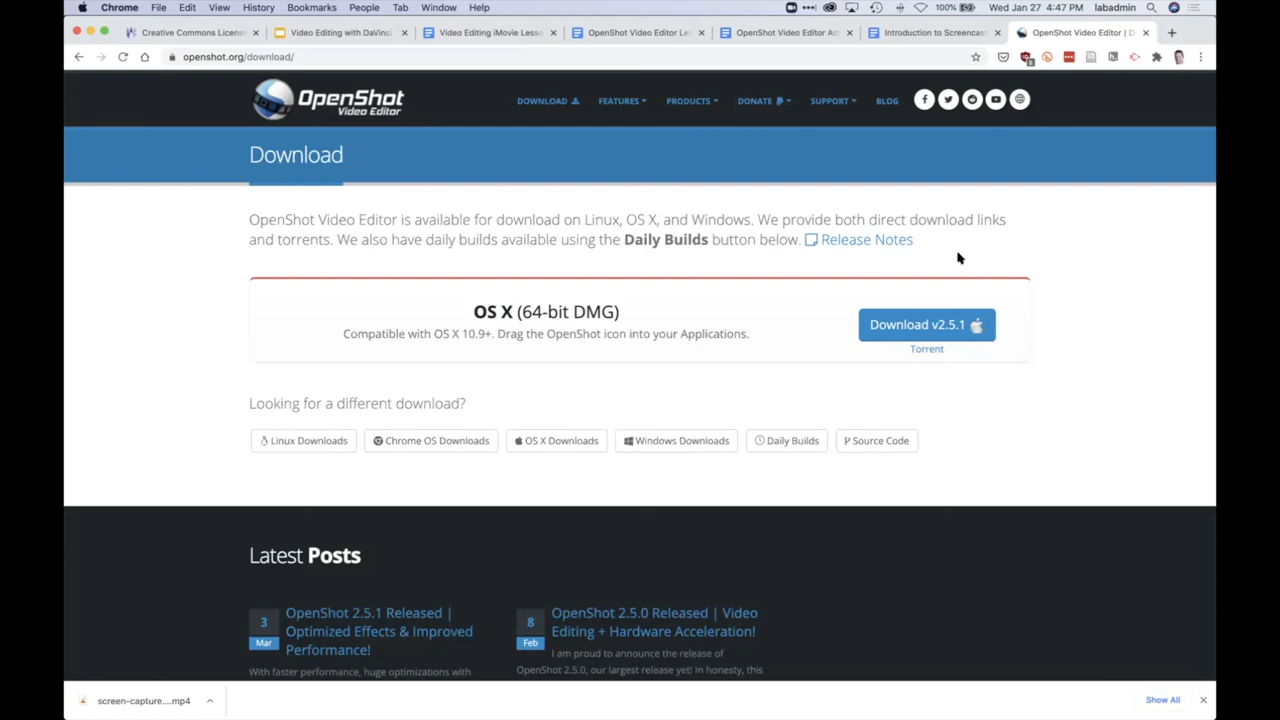 Chrome File Edit View History Bookmarks People Tab Window Help 100% Wed Jan 27 4:47 PM labadmin
Creative Commons Licens Video Editing with DaVinci Video Editing iMovie Lesso OpenShot Video Editor Le OpenShot Video Editor Ac Introduction to Screencast OpenShot Video Editor | D
openshot.org/download/
OpenShot
Video Editor
DOWNLOAD FEATURES PRODUCTS DONATE SUPPORT BLOG
Download
OpenShot Video Editor is available for download on Linux, OS X, and Windows. We provide both direct download links
and torrents. We also have daily builds available using the Daily Builds button below. Release Notes
OS X (64-bit DMG)
Compatible with OS X 10.9+. Drag the OpenShot icon into your Applications.
Download v2.5.1
Torrent
Looking for a different download?
Linux Downloads Chrome OS Downloads OS X Downloads Windows Downloads Daily Builds Source Code
Latest Posts
3
Mar
OpenShot 2.5.1 Released |
Optimized Effects & Improved
Performance!
With faster performance, huge optimizations with
8
Feb
OpenShot 2.5.0 Released | Video
Editing + Hardware Acceleration!
I am proud to announce the release of
OpenShot 2.5.0, our largest release yet! In honesty, this
screen-capture....mp4
Show All